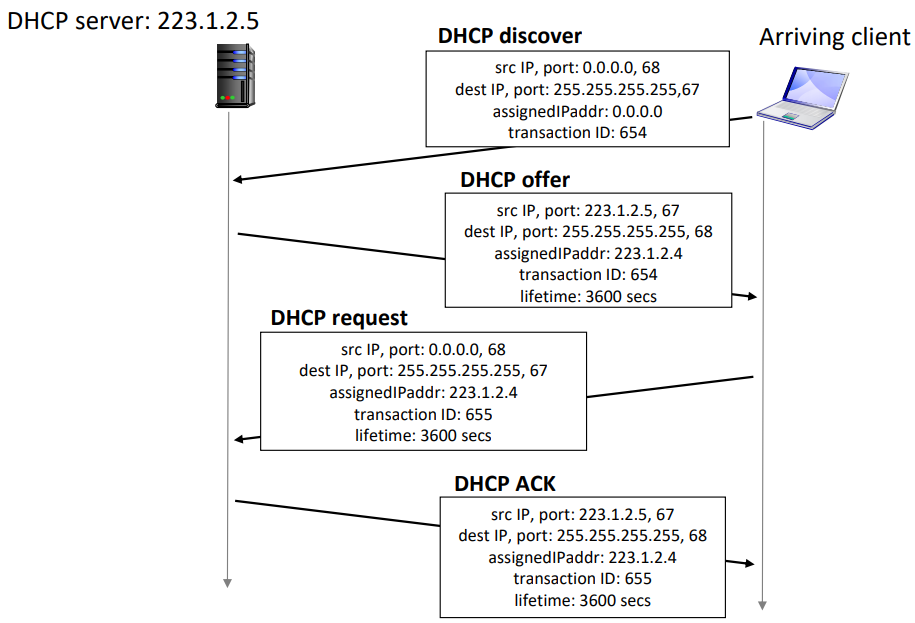 DHCP server: 223.1.2.5
DHCP discover
Arriving client
src IP, port: 0.0.0.0, 68
dest IP, port: 255.255.255.255,67
assignedIPaddr: 0.0.0.0
transaction ID: 654
DHCP offer
src IP, port: 223.1.2.5, 67
dest IP, port: 255.255.255.255, 68
assignedIPaddr: 223.1.2.4
transaction ID: 654
lifetime: 3600 secs
DHCP request
src IP, port: 0.0.0.0, 68
dest IP, port: 255.255.255.255, 67
assignedIPaddr: 223.1.2.4
transaction ID: 655
lifetime: 3600 secs
DHCP ACK
src IP, port: 223.1.2.5, 67
dest IP, port: 255.255.255.255, 68
assignedIPaddr: 223.1.2.4
transaction ID: 655
lifetime: 3600 secs